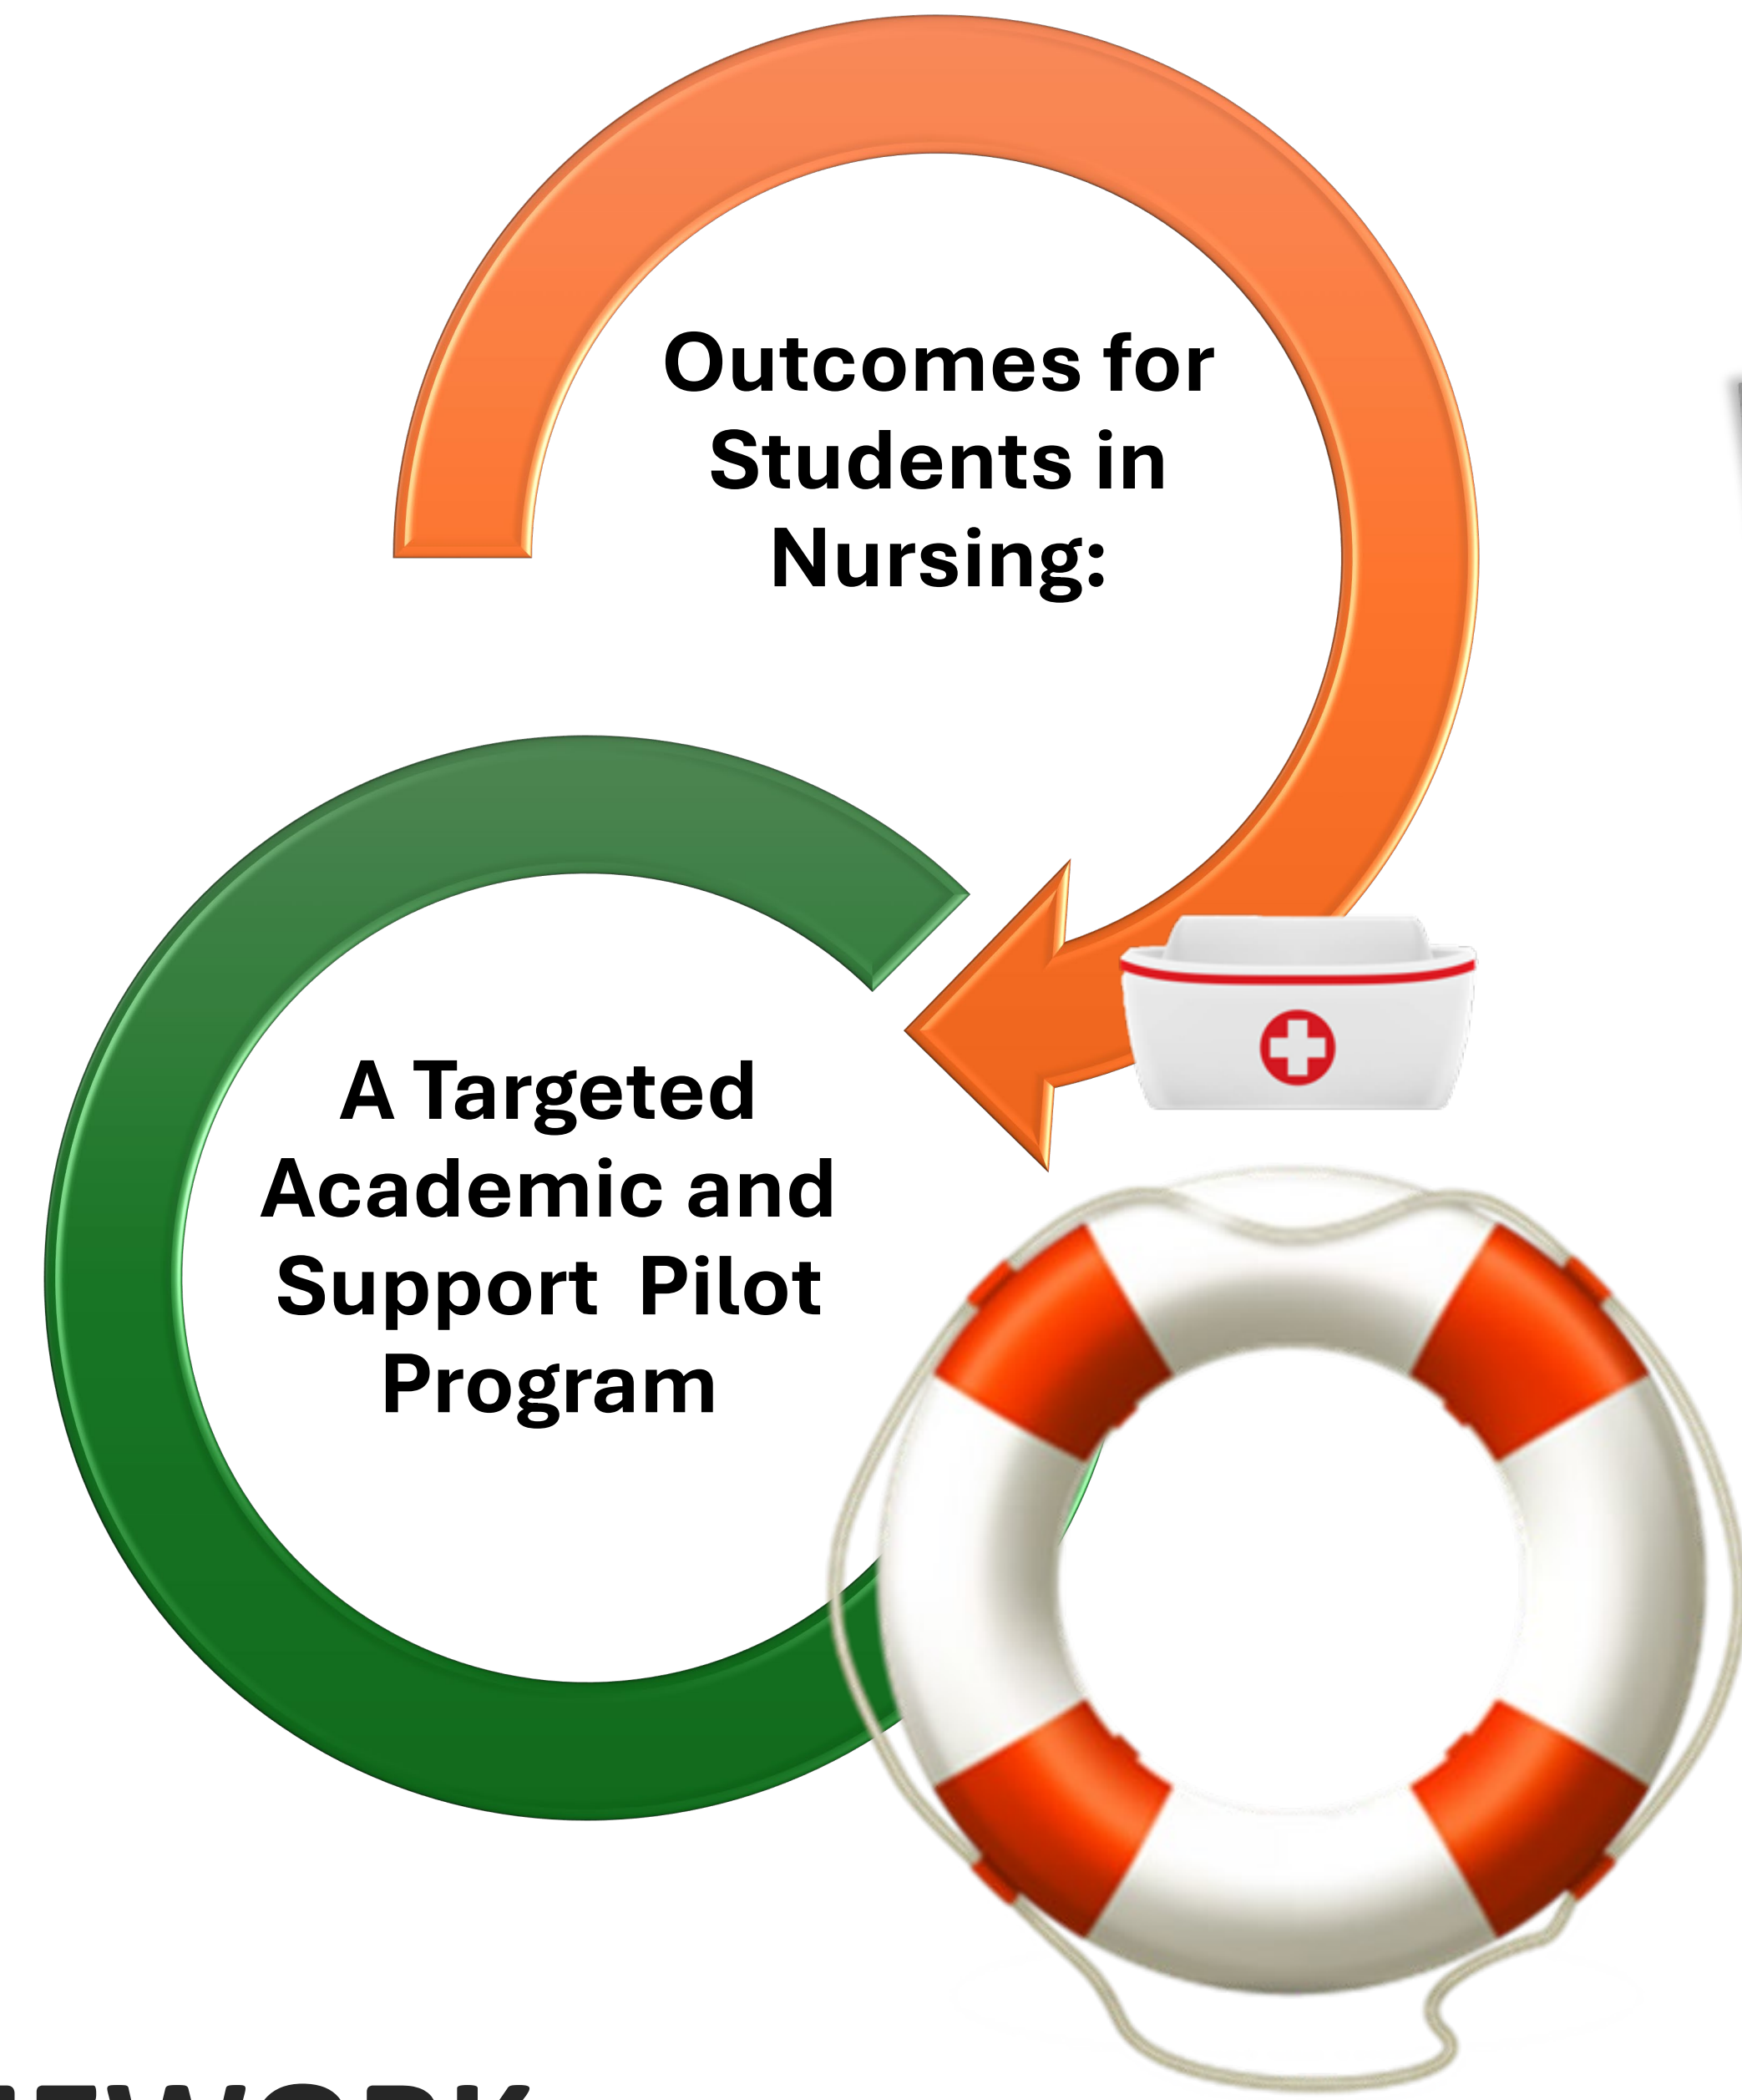 Outcomes for
Students in
Nursing:
A Targeted
Academic and
Support  Pilot
Program